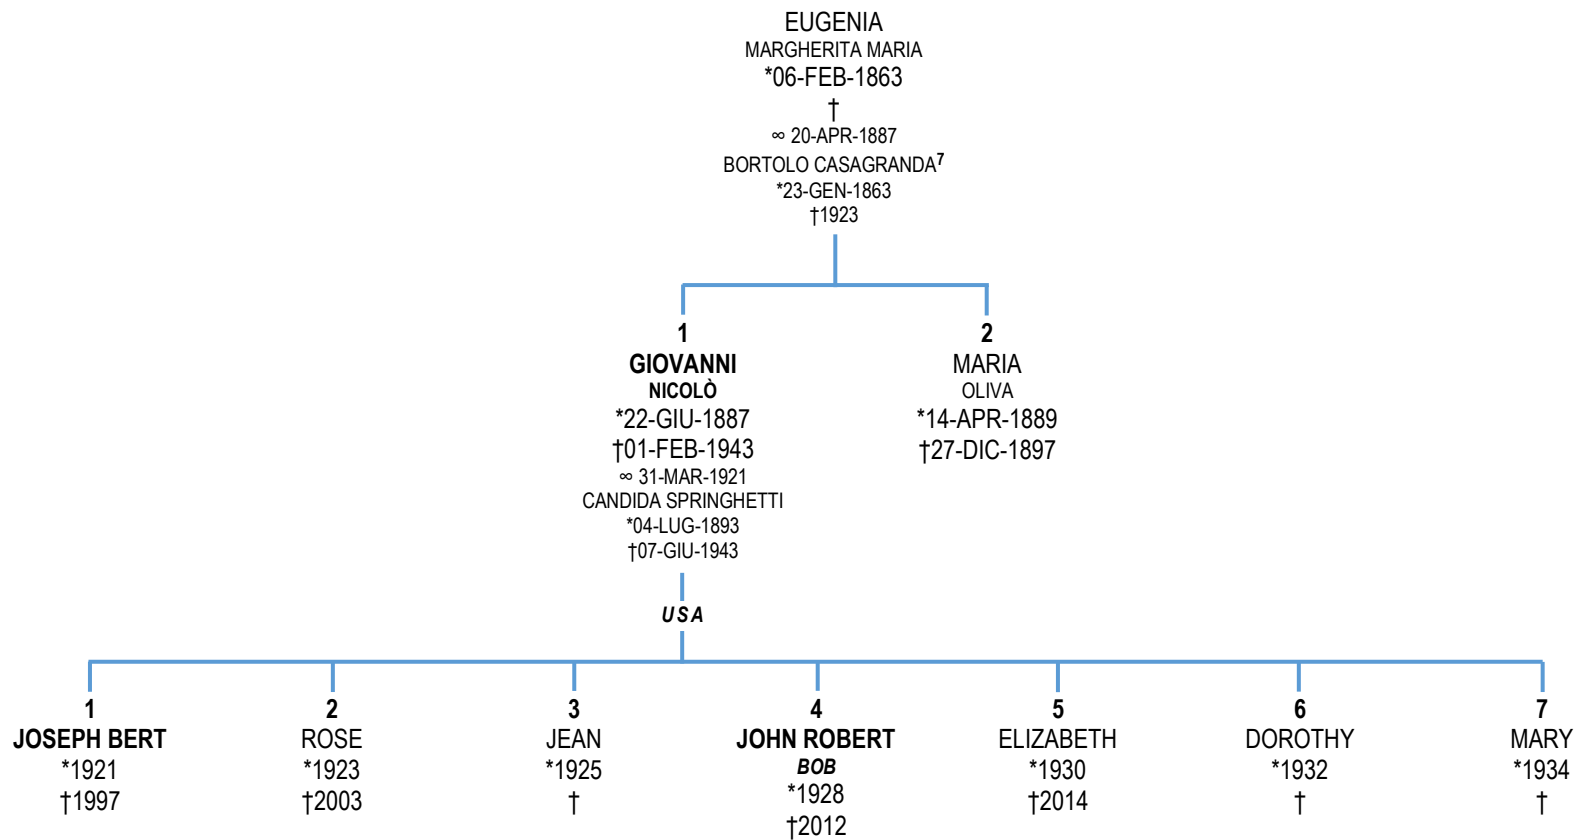 EUGENIA
MARGHERITA MARIA
*06-FEB-1863
†
∞ 20-APR-1887
BORTOLO CASAGRANDA⁷
*23-GEN-1863
†1923
1
GIOVANNI
NICOLÒ
*22-GIU-1887
†01-FEB-1943
∞ 31-MAR-1921
CANDIDA SPRINGHETTI
*04-LUG-1893
†07-GIU-1943
2
MARIA
OLIVA
*14-APR-1889
†27-DIC-1897
USA
1
JOSEPH BERT
*1921
†1997
2
ROSE
*1923
†2003
3
JEAN
*1925
†
4
JOHN ROBERT
BOB
*1928
†2012
5
ELIZABETH
*1930
†2014
6
DOROTHY
*1932
†
7
MARY
*1934
†